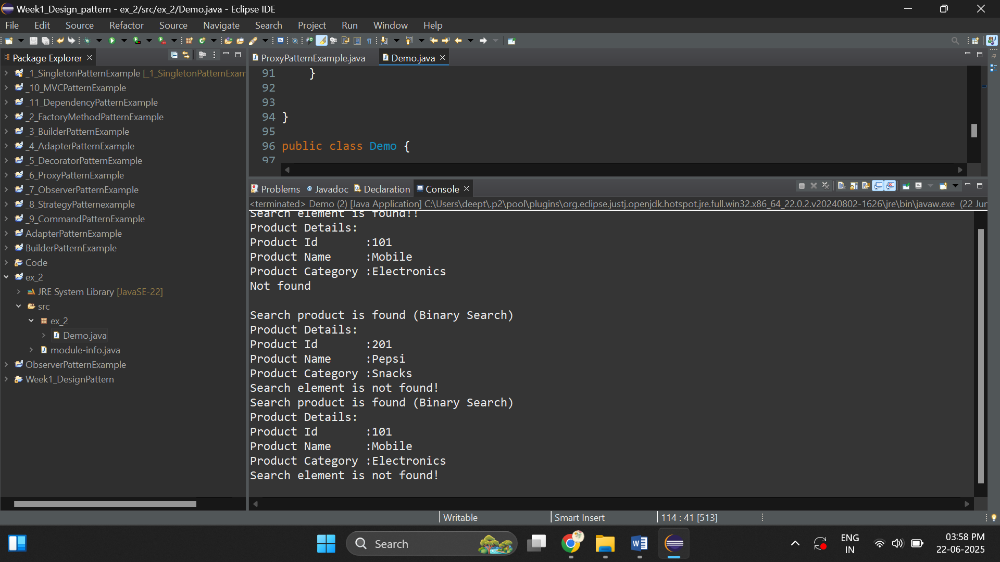 Week1_Design_pattern - ex_2/src/ex_2/Demo.java - Eclipse IDE
File Edit Source Refactor Source Navigate Search Project Run Window Help
Package Explorer
_1_SingletonPatternExample [_1_SingletonPatternExam
_10_MVCPatternExample
_11_DependencyPatternExample
_2_FactoryMethodPatternExample
_3_BuilderPatternExample
_4_AdapterPatternExample
_5_DecoratorPatternExample
_6_ProxyPatternExample
_7_ObserverPatternExample
_8_StrategyPatternexample
_9_CommandPatternExample
AdapterPatternExample
BuilderPatternExample
Code
ex_2
JRE System Library [JavaSE-22]
src
ex_2
Demo.java
module-info.java
ObserverPatternExample
Week1_DesignPattern
ProxyPatternExample.java Demo.java
91 }
92
93
94 }
95
96 public class Demo {
97
Problems Javadoc Declaration Console
<terminated> Demo (2) [Java Application] C:\Users\deept\.p2\pool\plugins\org.eclipse.justj.openjdk.hotspot.jre.full.win32.x86_64_22.0.2.v20240802-1626\jre\bin\javaw.exe (22 Jur
Search element is found!!
Product Details:
Product Id :101
Product Name :Mobile
Product Category :Electronics
Not found
Search product is found (Binary Search)
Product Details:
Product Id :201
Product Name :Pepsi
Product Category :Snacks
Search element is not found!
Search product is found (Binary Search)
Product Details:
Product Id :101
Product Name :Mobile
Product Category :Electronics
Search element is not found!
Writable Smart Insert 114 : 41 [513]
Search
ENG
IN
03:58 PM
22-06-2025